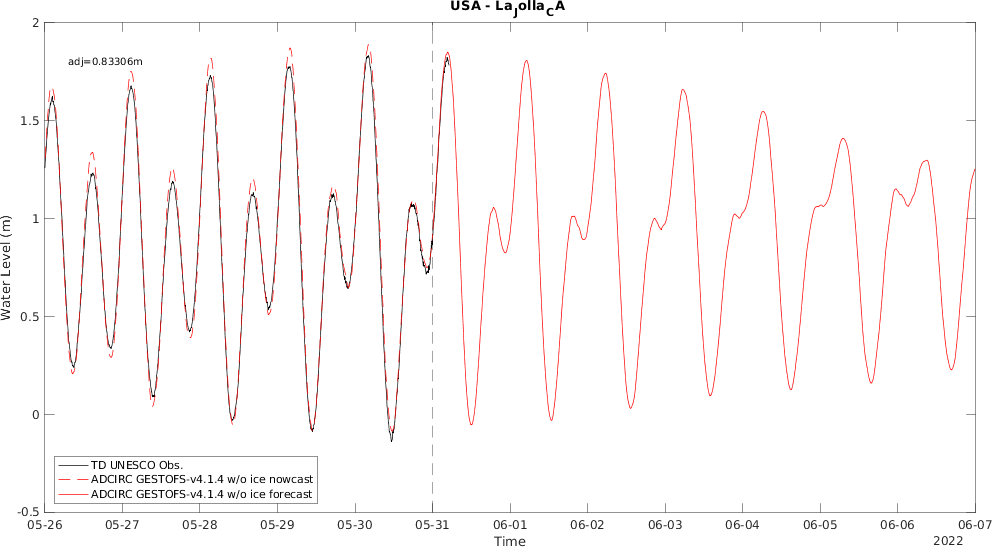 USA - LaJollaCA
adj=0.83306m
Water Level (m)
2
1.5
1
0.5
0
-0.5
TD UNESCO Obs.
ADCIRC GESTOFS-v4.1.4 w/o ice nowcast
ADCIRC GESTOFS-v4.1.4 w/o ice forecast
05-26 05-27 05-28 05-29 05-30 05-31 06-01 06-02 06-03 06-04 06-05 06-06 06-07
Time
2022